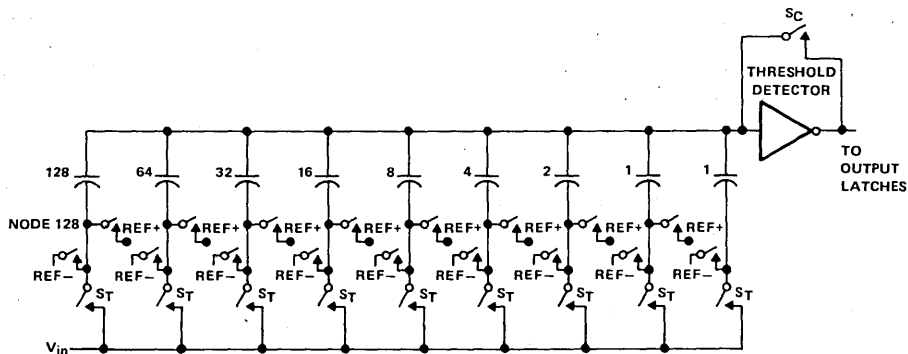 SC
THRESHOLD
DETECTOR
TO
OUTPUT
LATCHES
128 64 32 16 8 4 2 1 1
NODE 128 REF+ REF+ REF+ REF+ REF+ REF+ REF+ REF+
REF− REF− REF− REF− REF− REF− REF− REF− REF−
ST ST ST ST ST ST ST ST ST
Vin